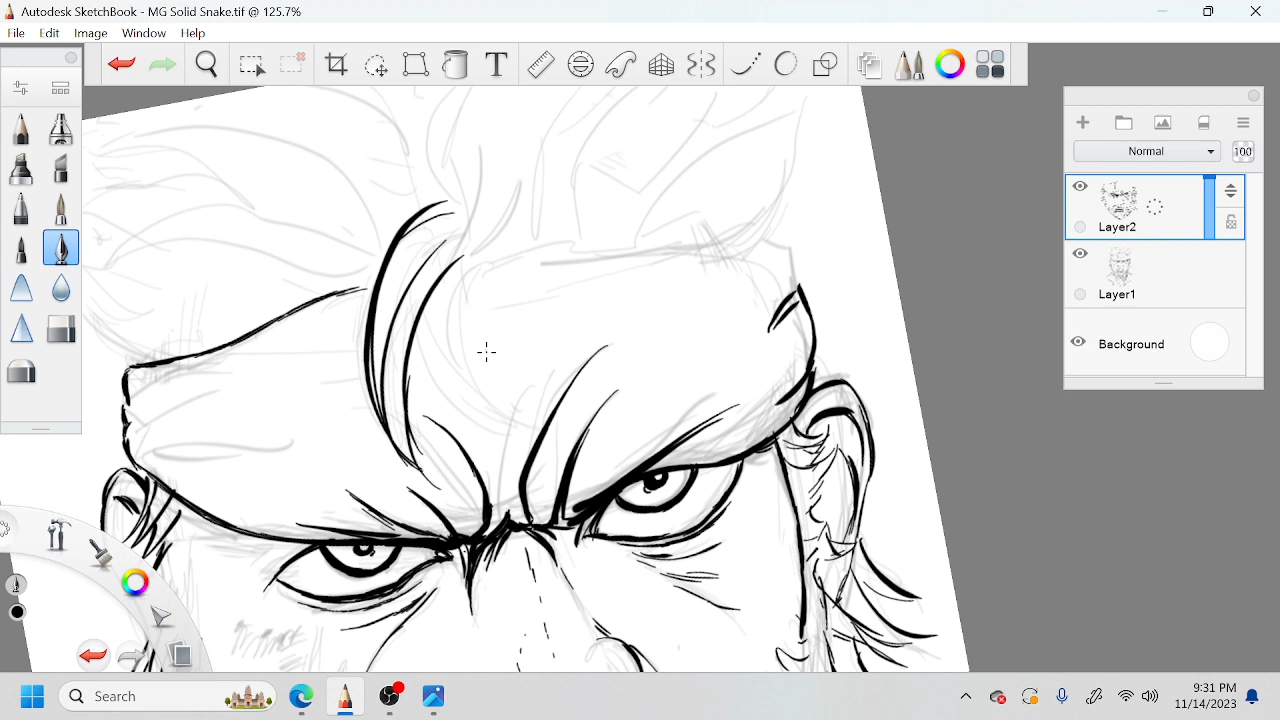 Autodesk SketchBook - MG Solid Snake.tif @ 125.7%
File Edit Image Window Help
T
Normal
100
Layer2
Layer1
Background
Search
9:31 PM
11/14/2023